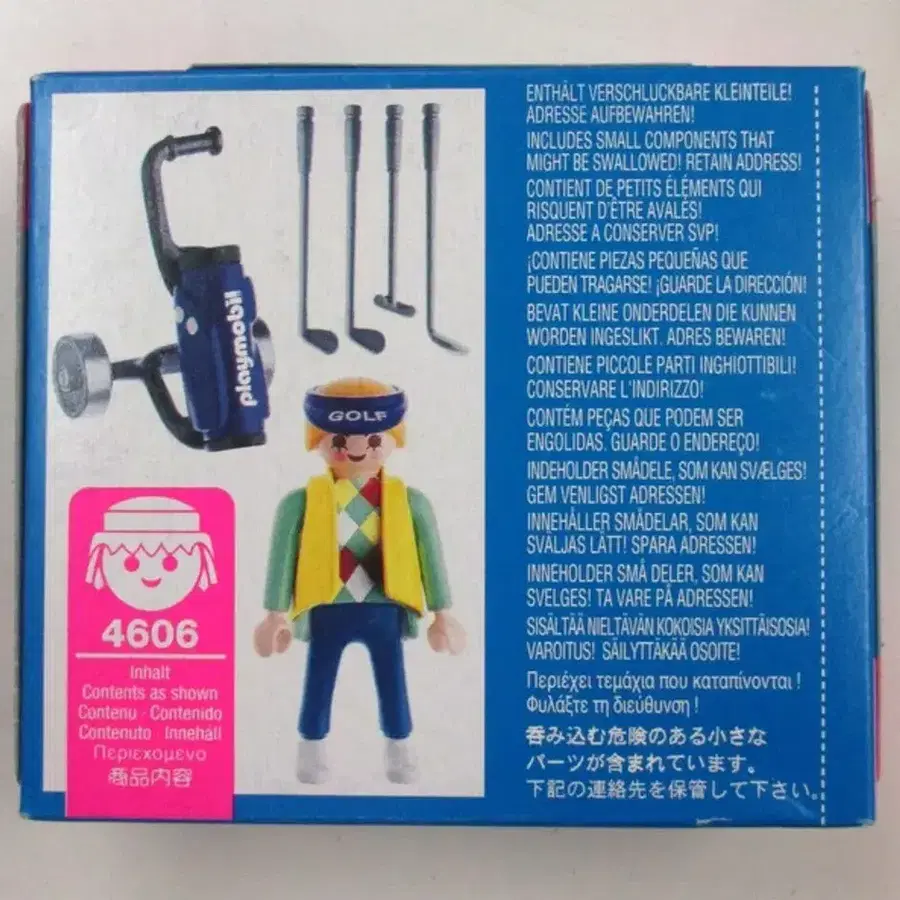 playmobil
GOLF
4606
Inhalt
Contents as shown
Contenu · Contenido
Contenuto Innehåll
Περιεχομενο
商品内容
ENTHÄLT VERSCHLUCKBARE KLEINTEILE!
ADRESSE AUFBEWAHREN!
INCLUDES SMALL COMPONENTS THAT
MIGHT BE SWALLOWED! RETAIN ADDRESS!
CONTIENT DE PETITS ÉLÉMENTS QUI
RISQUENT D'ÊTRE AVALÉS!
ADRESSE A CONSERVER SVP!
¡CONTIENE PIEZAS PEQUEÑAS QUE
PUEDEN TRAGARSE! ¡GUARDE LA DIRECCIÓN!
BEVAT KLEINE ONDERDELEN DIE KUNNEN
WORDEN INGESLIKT. ADRES BEWAREN!
CONTIENE PICCOLE PARTI INGHIOTTIBILI!
CONSERVARE L'INDIRIZZO!
CONTÉM PEÇAS QUE PODEM SER
ENGOLIDAS. GUARDE O ENDEREÇO!
INDEHOLDER SMÅDELE, SOM KAN SVÆLGES!
GEM VENLIGST ADRESSEN!
INNEHÅLLER SMÅDELAR, SOM KAN
SVÄLJAS LÄTT! SPARA ADRESSEN!
INNEHOLDER SMÅ DELER, SOM KAN
SVELGES! TA VARE PÅ ADRESSEN!
SISÄLTÄÄ NIELTÄVÄN KOKOISIA YKSITTÄISOSIA!
VAROITUS! SÄILYTTÄKÄÄ OSOITE!
Περιέχει τεμάχια που καταπίνονται !
Φυλάξτε τη διεύθυνση !
呑み込む危険のある小さな
パーツが含まれています。
下記の連絡先を保管して下さい。